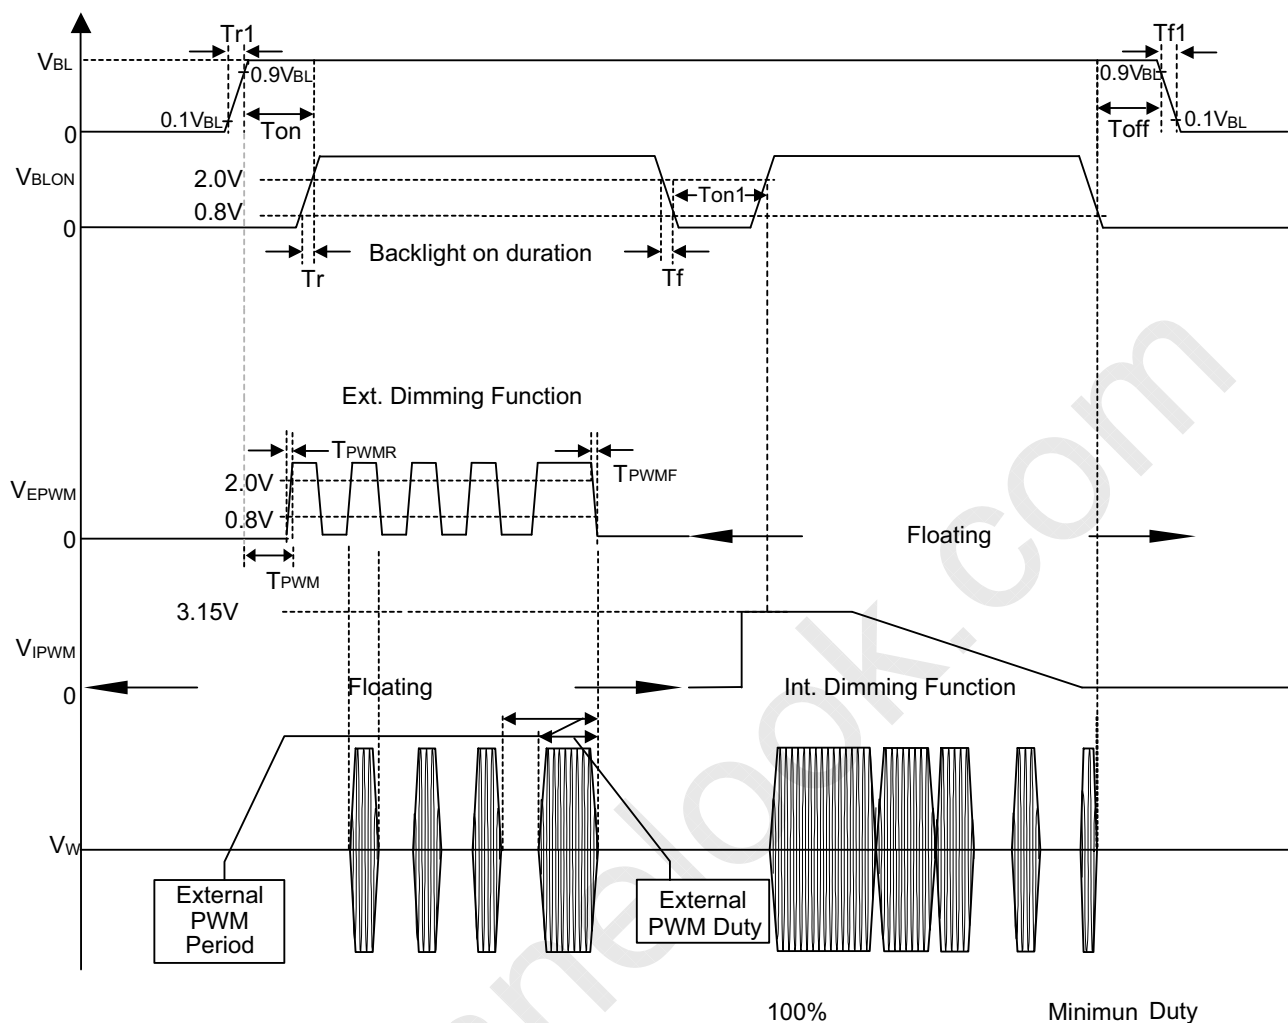 Tr1
Tf1
VBL
0.9VBL
0.9VBL
0.1VBL
Ton
Toff
0.1VBL
0
VBLON
2.0V
Ton1
0.8V
0
Backlight on duration
Tr
Tf
Ext. Dimming Function
TPWMR
TPWMF
2.0V
VEPWM
0.8V
0
Floating
TPWM
3.15V
VIPWM
0
Floating
Int. Dimming Function
VW
External
PWM
Period
External
PWM Duty
100%
Minimun Duty
nelook.com